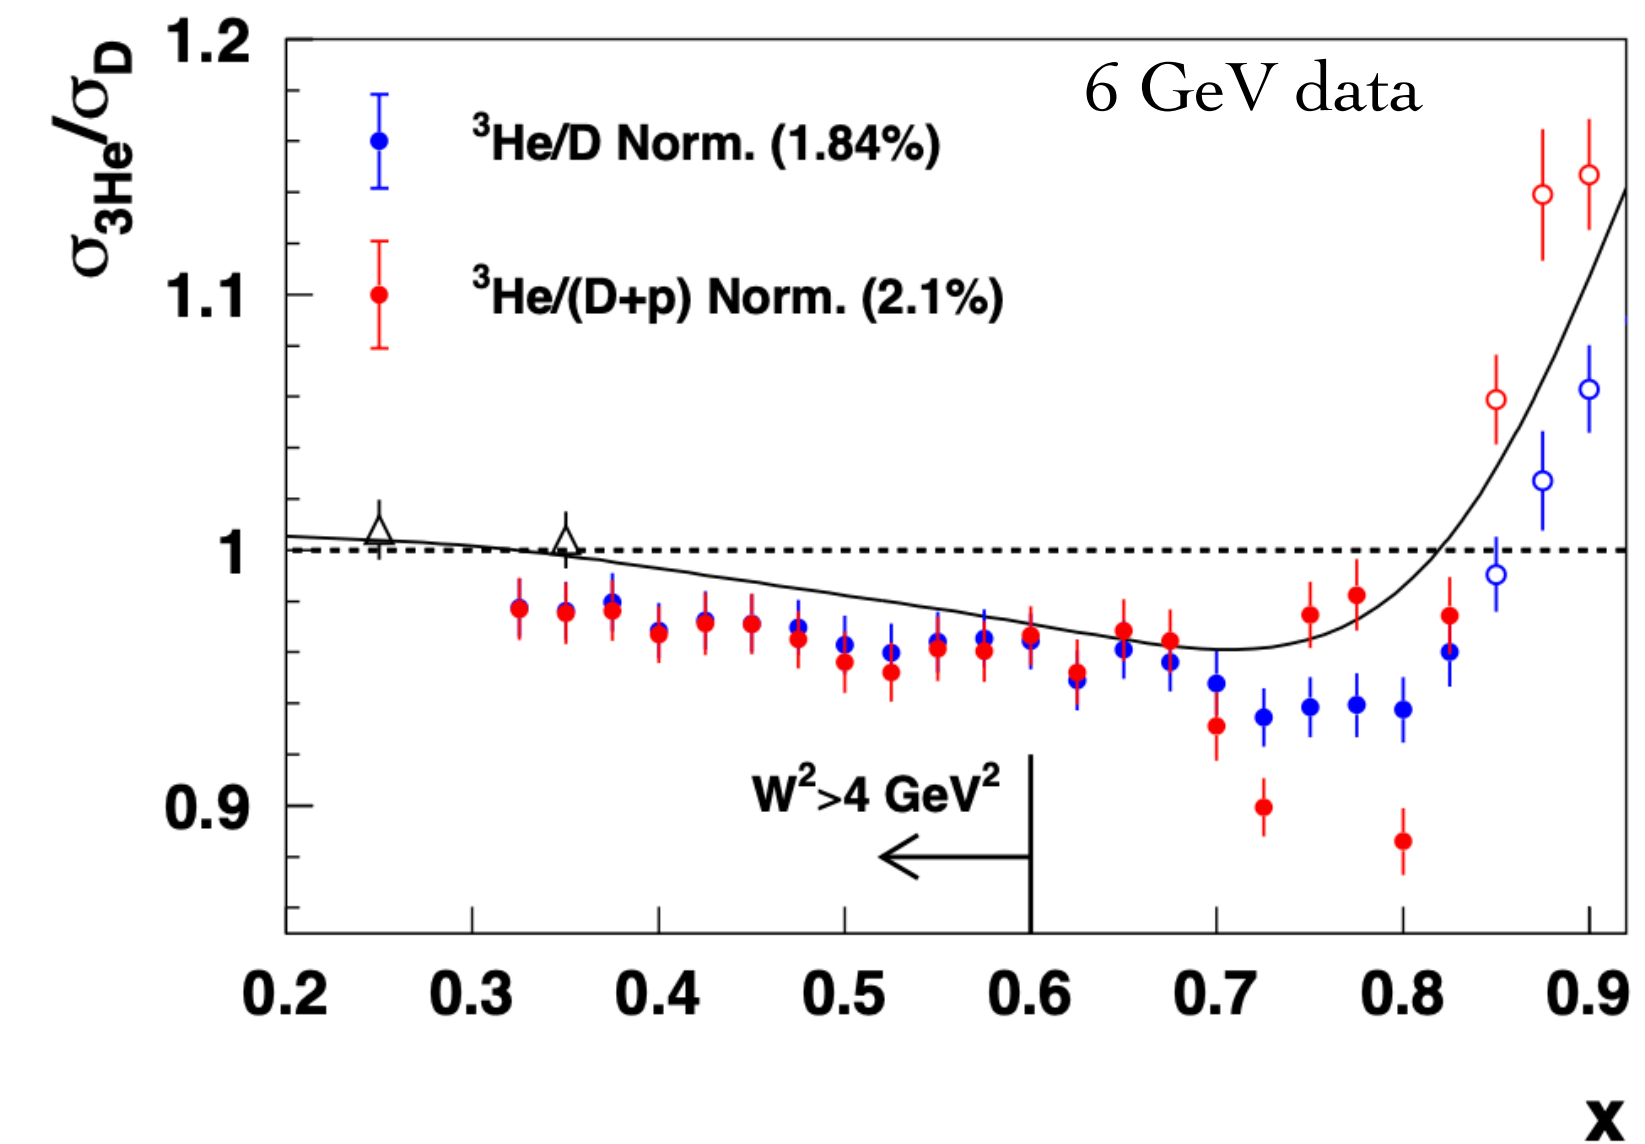 σ3He/σD
1.2
1.1
1
0.9
6 GeV data
³He/D Norm. (1.84%)
³He/(D+p) Norm. (2.1%)
W²>4 GeV²
0.2 0.3 0.4 0.5 0.6 0.7 0.8 0.9
x